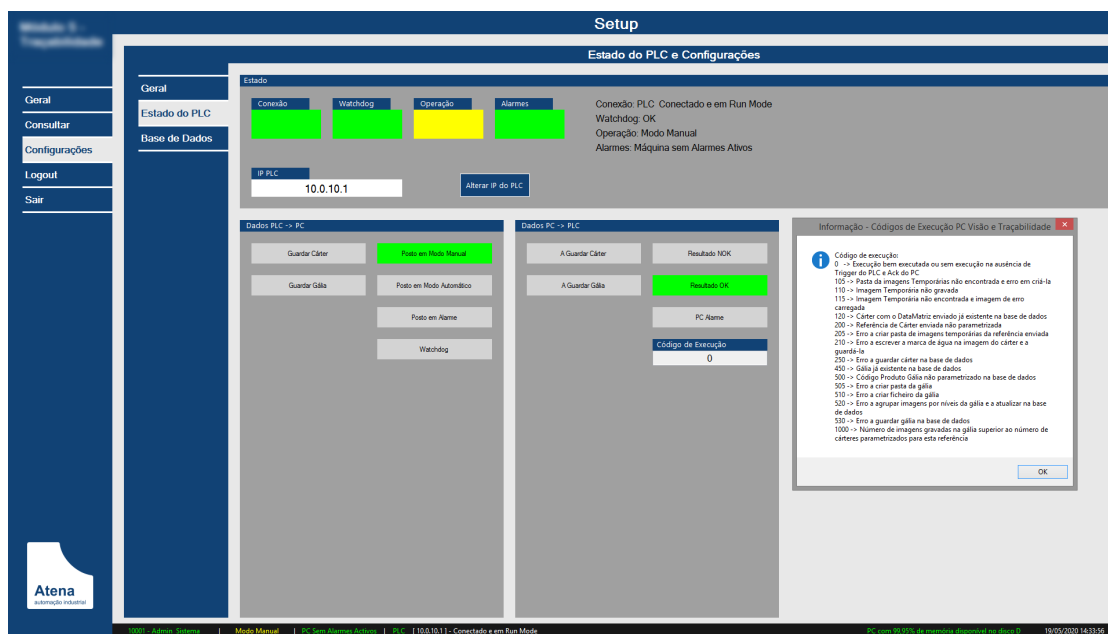 Setup
Estado do PLC e Configurações
Geral
Consultar
Configurações
Logout
Sair
Geral
Estado do PLC
Base de Dados
Estado
Conexão
Watchdog
Operação
Alarmes
Conexão: PLC Conectado e em Run Mode
Watchdog: OK
Operação: Modo Manual
Alarmes: Máquina sem Alarmes Ativos
IP PLC
10.0.10.1
Alterar IP do PLC
Dados PLC -> PC
Guardar Cárter
Posto em Modo Manual
Guardar Gália
Posto em Modo Automático
Posto em Alarme
Watchdog
Dados PC -> PLC
A Guardar Cárter
Resultado NOK
A Guardar Gália
Resultado OK
PC Alarme
Código de Execução
0
Informação - Códigos de Execução PC Visão e Traçabilidade
Código de execução:
0 -> Execução bem executada ou sem execução na ausência de
Trigger do PLC e Ack do PC
105 -> Pasta da imagens Temporárias não encontrada e erro em criá-la
110 -> Imagem Temporária não gravada
115 -> Imagem Temporária não encontrada e imagem de erro
carregada
120 -> Cárter com o DataMatriz enviado já existente na base de dados
200 -> Referência de Cárter enviada não parametrizada
205 -> Erro a criar pasta de imagens temporárias da referência enviada
210 -> Erro a escrever a marca de água na imagem do cárter e a
guardá-la
250 -> Erro a guardar cárter na base de dados
450 -> Gália já existente na base de dados
500 -> Código Produto Gália não parametrizado na base de dados
505 -> Erro a criar pasta da gália
510 -> Erro a criar ficheiro da gália
520 -> Erro a agrupar imagens por níveis da gália e a atualizar na base
de dados
530 -> Erro a guardar gália na base de dados
1000 -> Número de imagens gravadas na gália superior ao número de
cárteres parametrizados para esta referência
OK
Atena
automação industrial
10001 - Admin_Sistema | Modo Manual | PC Sem Alarmes Activos | PLC [ 10.0.10.1 ] - Conectado e em Run Mode
PC com 99.95% de memória disponível no disco D 19/05/2020 14:33:56